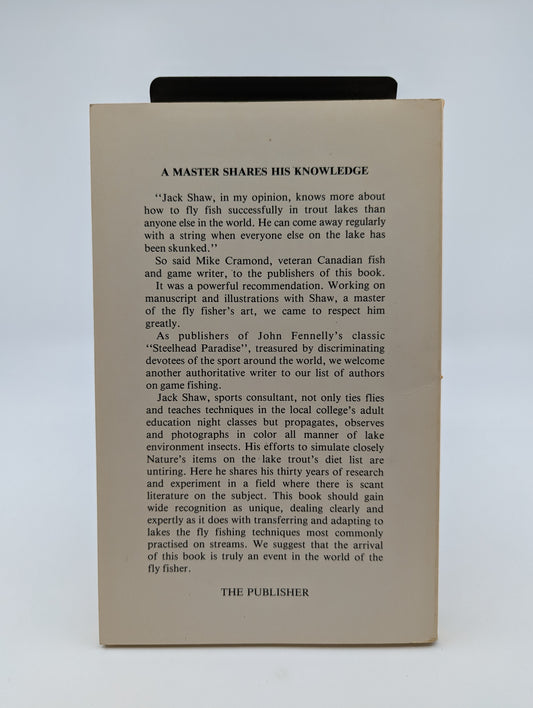 A MASTER SHARES HIS KNOWLEDGE
"Jack Shaw, in my opinion, knows more about
how to fly fish successfully in trout lakes than
anyone else in the world. He can come away regularly
with a string when everyone else on the lake has
been skunked."
So said Mike Cramond, veteran Canadian fish
and game writer, to the publishers of this book.
It was a powerful recommendation. Working on
manuscript and illustrations with Shaw, a master
of the fly fisher's art, we came to respect him
greatly.
As publishers of John Fennelly's classic
"Steelhead Paradise", treasured by discriminating
devotees of the sport around the world, we welcome
another authoritative writer to our list of authors
on game fishing.
Jack Shaw, sports consultant, not only ties flies
and teaches techniques in the local college's adult
education night classes but propagates, observes
and photographs in color all manner of lake
environment insects. His efforts to simulate closely
Nature's items on the lake trout's diet list are
untiring. Here he shares his thirty years of research
and experiment in a field where there is scant
literature on the subject. This book should gain
wide recognition as unique, dealing clearly and
expertly as it does with transferring and adapting to
lakes the fly fishing techniques most commonly
practised on streams. We suggest that the arrival
of this book is truly an event in the world of the
fly fisher.
THE PUBLISHER